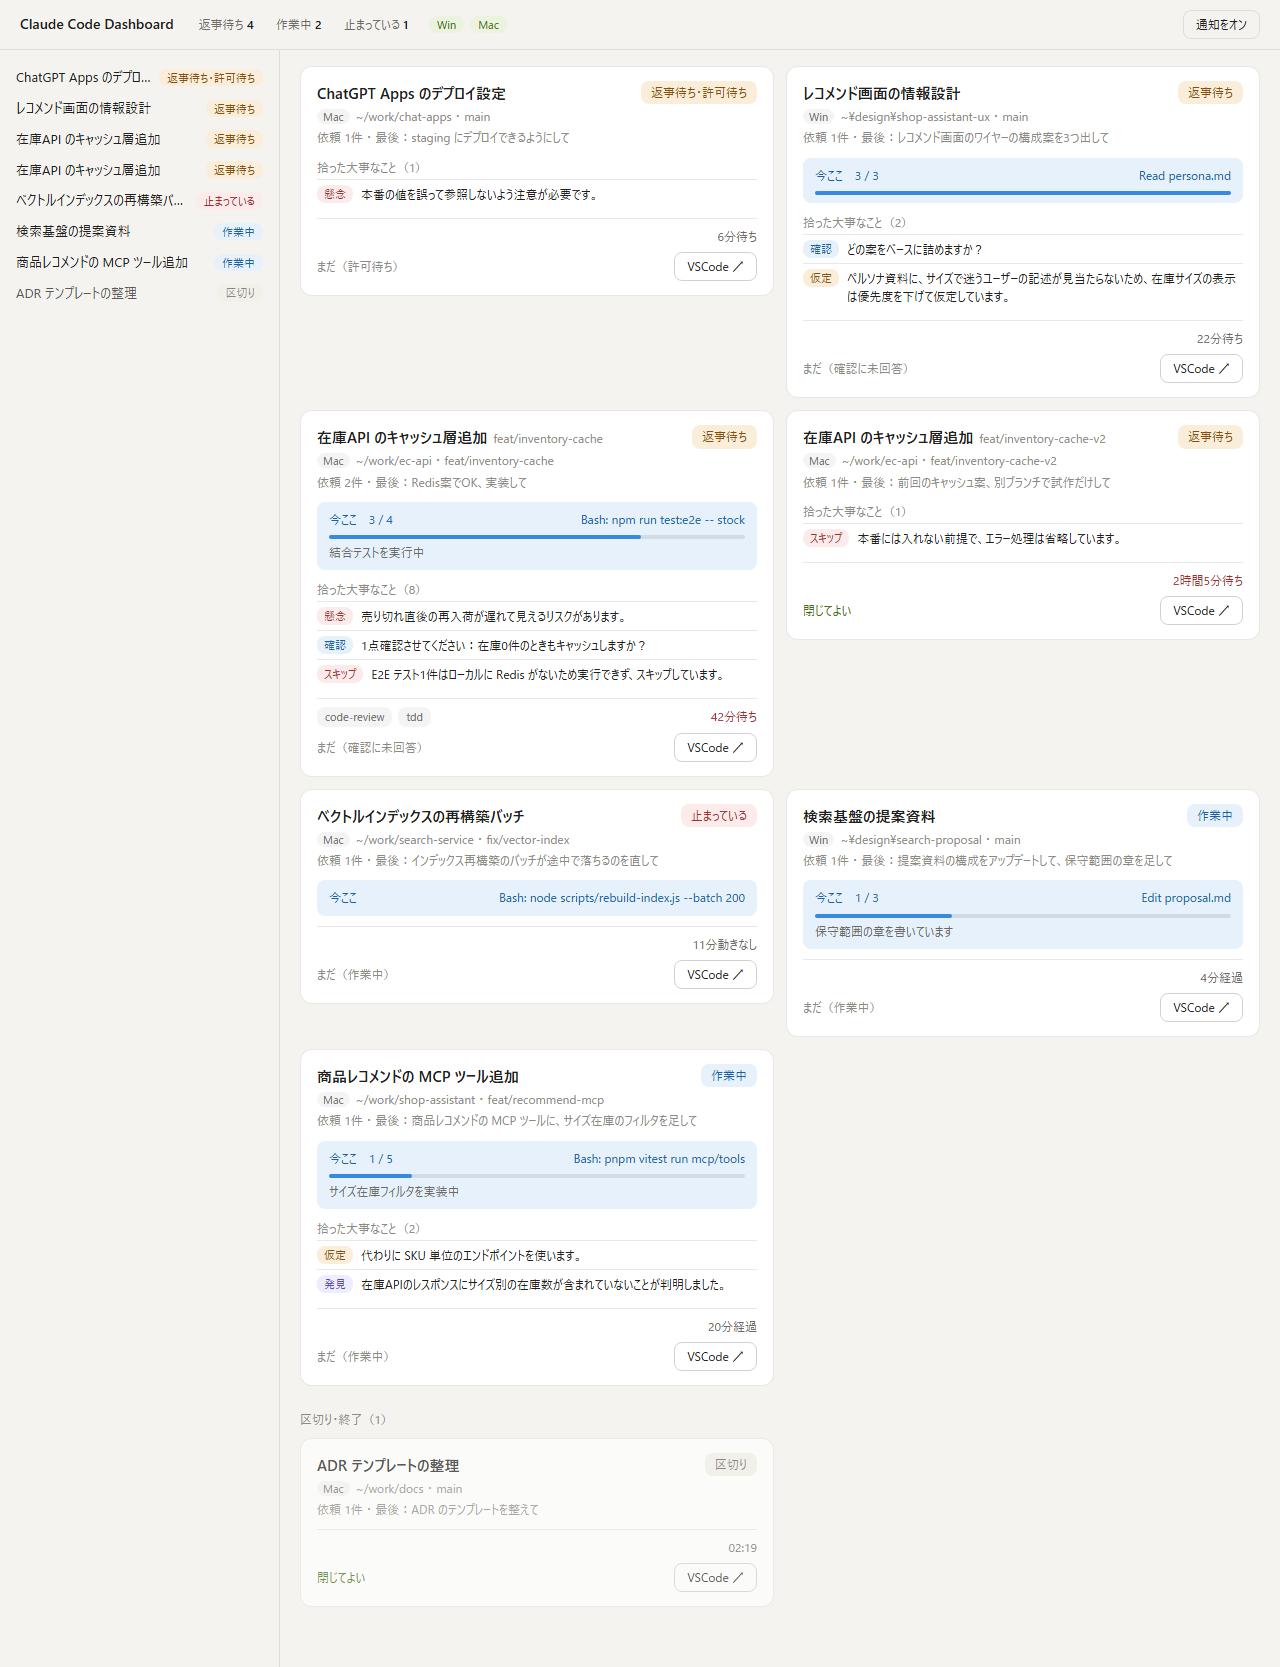 Claude Code Dashboard 返事待ち 4 作業中 2 止まっている 1 Win Mac 通知をオン
ChatGPT Apps のデプロ… 返事待ち・許可待ち
レコメンド画面の情報設計 返事待ち
在庫API のキャッシュ層追加 返事待ち
在庫API のキャッシュ層追加 返事待ち
ベクトルインデックスの再構築バ… 止まっている
検索基盤の提案資料 作業中
商品レコメンドの MCP ツール追加 作業中
ADR テンプレートの整理 区切り
ChatGPT Apps のデプロイ設定 返事待ち・許可待ち
Mac ~/work/chat-apps・main
依頼 1件・最後：staging にデプロイできるようにして
拾った大事なこと（1）
懸念 本番の値を誤って参照しないよう注意が必要です。
6分待ち
まだ（許可待ち） VSCode ↗
レコメンド画面の情報設計 返事待ち
Win ~¥design¥shop-assistant-ux・main
依頼 1件・最後：レコメンド画面のワイヤーの構成案を3つ出して
今ここ 3 / 3 Read persona.md
拾った大事なこと（2）
確認 どの案をベースに詰めますか？
仮定 ペルソナ資料に、サイズで迷うユーザーの記述が見当たらないため、在庫サイズの表示
は優先度を下げて仮定しています。
22分待ち
まだ（確認に未回答） VSCode ↗
在庫API のキャッシュ層追加 feat/inventory-cache 返事待ち
Mac ~/work/ec-api・feat/inventory-cache
依頼 2件・最後：Redis案でOK、実装して
今ここ 3 / 4 Bash: npm run test:e2e -- stock
結合テストを実行中
拾った大事なこと（8）
懸念 売り切れ直後の再入荷が遅れて見えるリスクがあります。
確認 1点確認させてください：在庫0件のときもキャッシュしますか？
スキップ E2E テスト1件はローカルに Redis がないため実行できず、スキップしています。
code-review tdd 42分待ち
まだ（確認に未回答） VSCode ↗
在庫API のキャッシュ層追加 feat/inventory-cache-v2 返事待ち
Mac ~/work/ec-api・feat/inventory-cache-v2
依頼 1件・最後：前回のキャッシュ案、別ブランチで試作だけして
拾った大事なこと（1）
スキップ 本番には入れない前提で、エラー処理は省略しています。
2時間5分待ち
閉じてよい VSCode ↗
ベクトルインデックスの再構築バッチ 止まっている
Mac ~/work/search-service・fix/vector-index
依頼 1件・最後：インデックス再構築のバッチが途中で落ちるのを直して
今ここ Bash: node scripts/rebuild-index.js --batch 200
11分動きなし
まだ（作業中） VSCode ↗
検索基盤の提案資料 作業中
Win ~¥design¥search-proposal・main
依頼 1件・最後：提案資料の構成をアップデートして、保守範囲の章を足して
今ここ 1 / 3 Edit proposal.md
保守範囲の章を書いています
4分経過
まだ（作業中） VSCode ↗
商品レコメンドの MCP ツール追加 作業中
Mac ~/work/shop-assistant・feat/recommend-mcp
依頼 1件・最後：商品レコメンドの MCP ツールに、サイズ在庫のフィルタを足して
今ここ 1 / 5 Bash: pnpm vitest run mcp/tools
サイズ在庫フィルタを実装中
拾った大事なこと（2）
仮定 代わりに SKU 単位のエンドポイントを使います。
発見 在庫APIのレスポンスにサイズ別の在庫数が含まれていないことが判明しました。
20分経過
まだ（作業中） VSCode ↗
区切り・終了（1）
ADR テンプレートの整理 区切り
Mac ~/work/docs・main
依頼 1件・最後：ADR のテンプレートを整えて
02:19
閉じてよい VSCode ↗